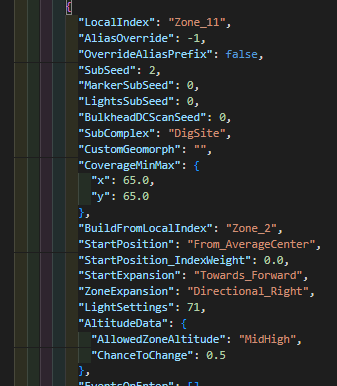 {
"LocalIndex": "Zone_11",
"AliasOverride": -1,
"OverrideAliasPrefix": false,
"SubSeed": 2,
"MarkerSubSeed": 0,
"LightsSubSeed": 0,
"BulkheadDCScanSeed": 0,
"SubComplex": "DigSite",
"CustomGeomorph": "",
"CoverageMinMax": {
"x": 65.0,
"y": 65.0
},
"BuildFromLocalIndex": "Zone_2",
"StartPosition": "From_AverageCenter",
"StartPosition_IndexWeight": 0.0,
"StartExpansion": "Towards_Forward",
"ZoneExpansion": "Directional_Right",
"LightSettings": 71,
"AltitudeData": {
"AllowedZoneAltitude": "MidHigh",
"ChanceToChange": 0.5
},
"EventsOnEnter": [],